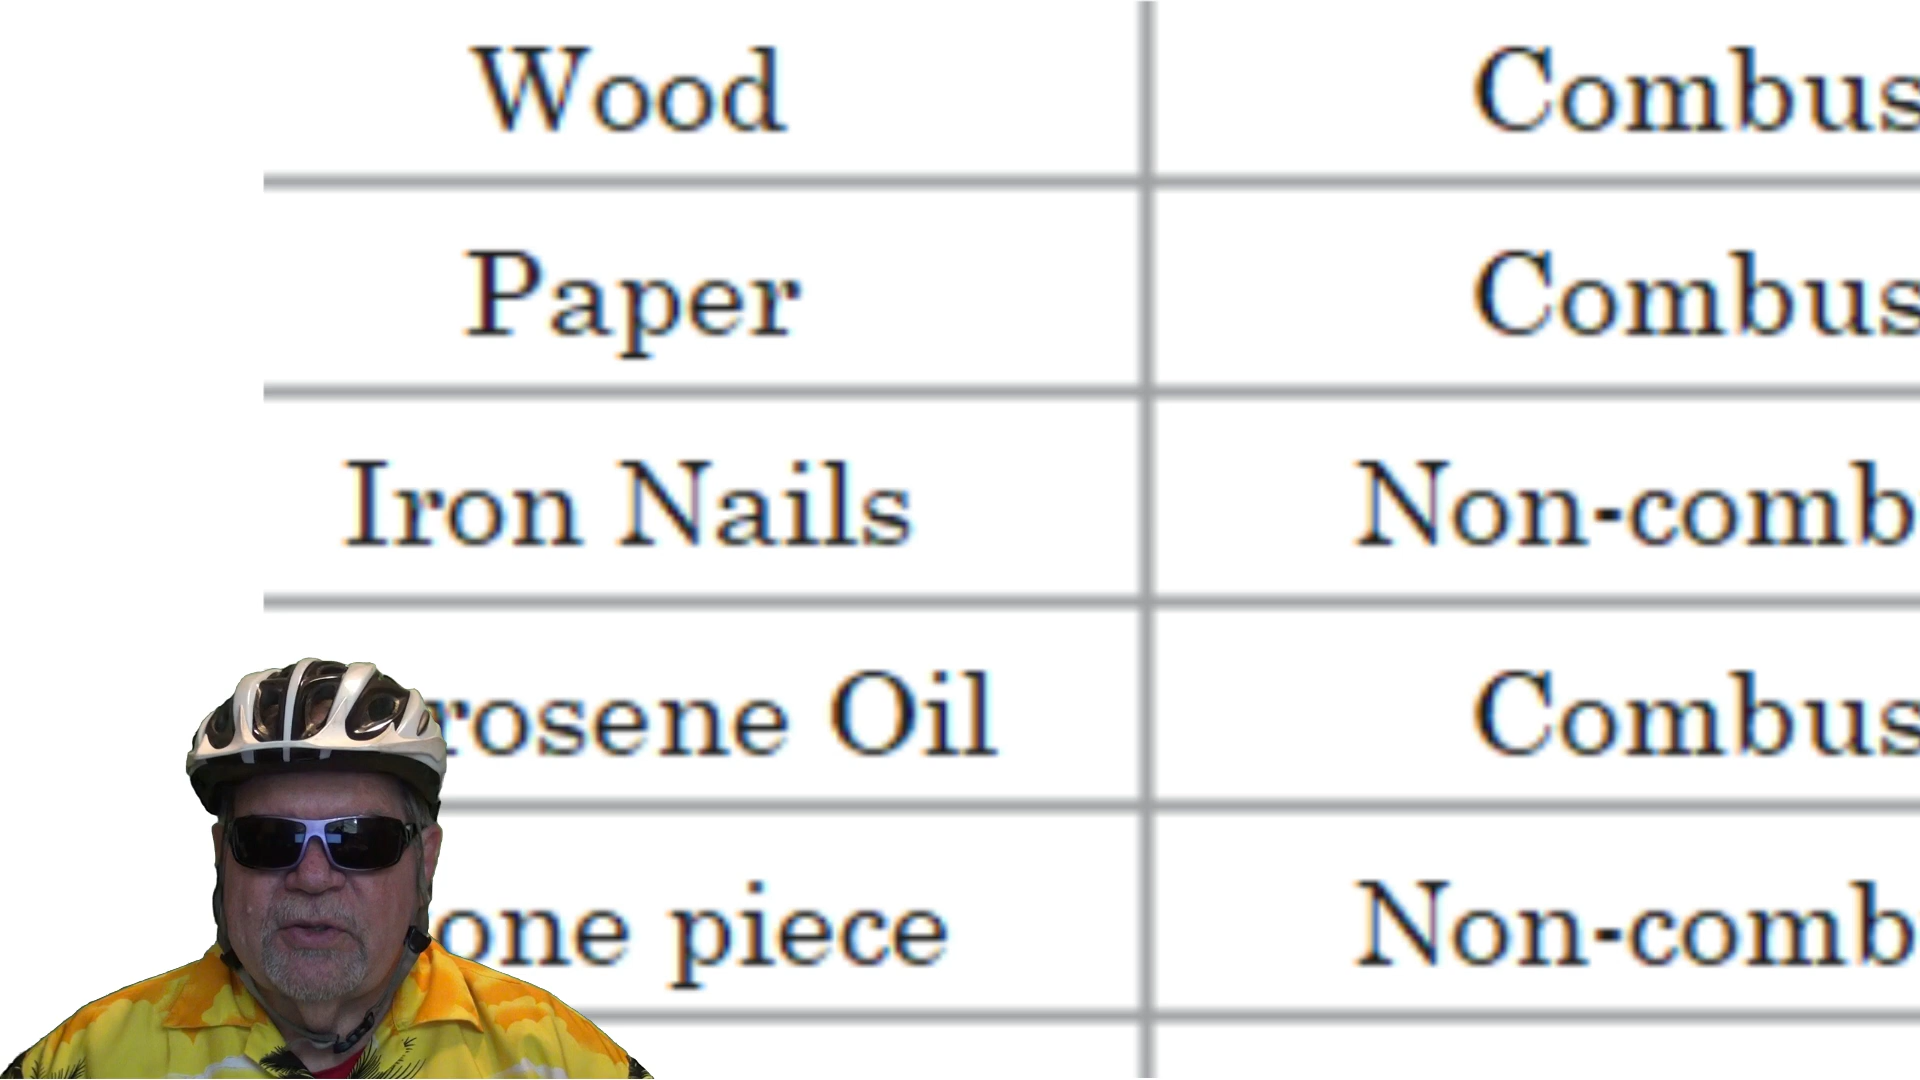 Wood Combus
Paper Combus
Iron Nails Non-comb
rosene Oil Combus
one piece Non-comb